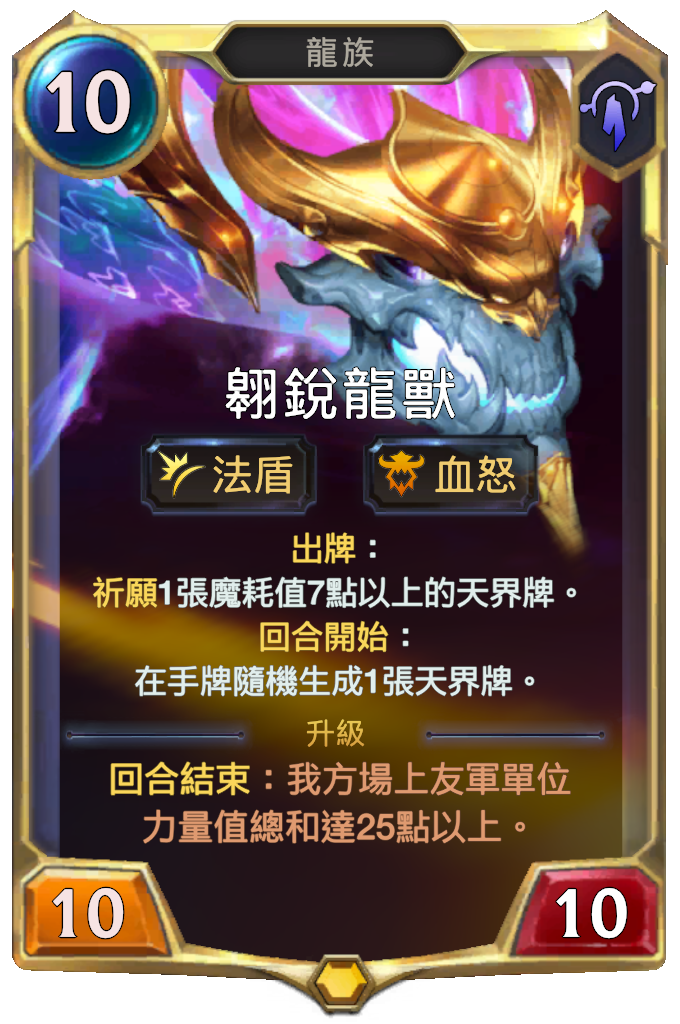 10
龍族
翱銳龍獸
法盾
血怒
出牌：
祈願1張魔耗值7點以上的天界牌。
回合開始：
在手牌隨機生成1張天界牌。
升級
回合結束：我方場上友軍單位
力量值總和達25點以上。
10
10